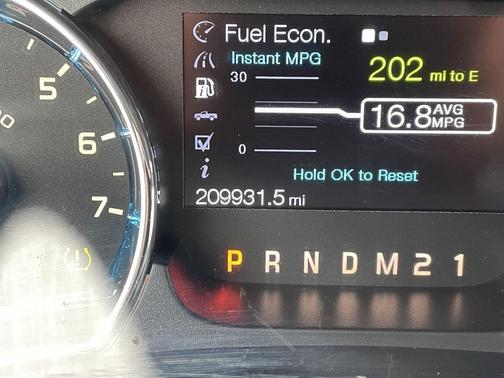 Fuel Econ.
Instant MPG
30
202 mi to E
16.8 AVG MPG
0
Hold OK to Reset
209931.5 mi
5
6
7
P R N D M 2 1